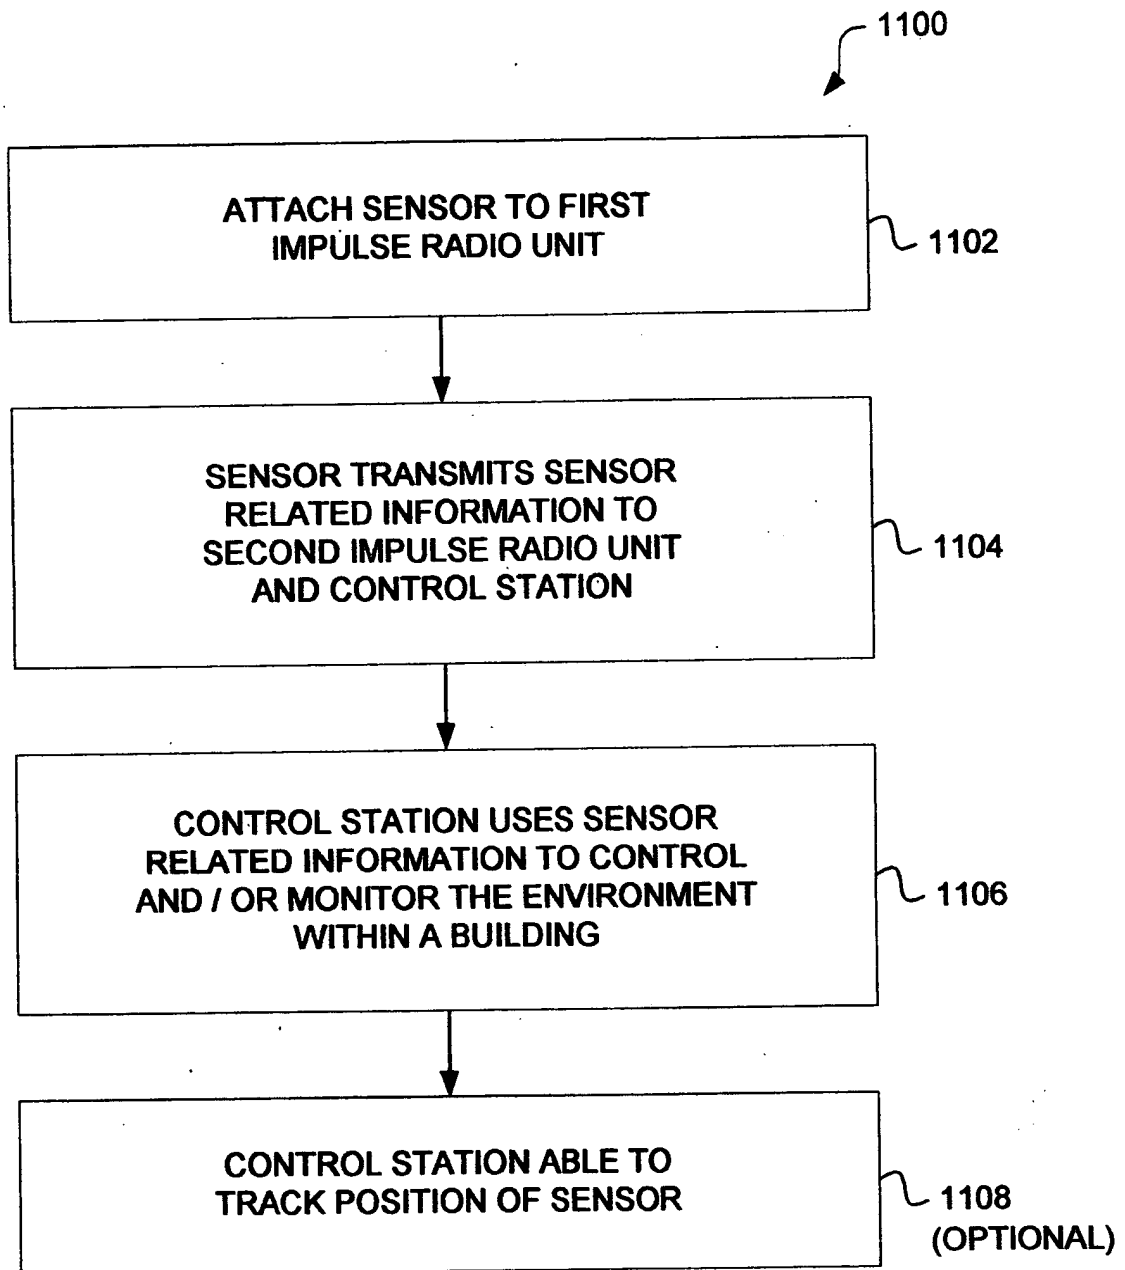 1100
ATTACH SENSOR TO FIRST
IMPULSE RADIO UNIT
1102
SENSOR TRANSMITS SENSOR
RELATED INFORMATION TO
SECOND IMPULSE RADIO UNIT
AND CONTROL STATION
1104
CONTROL STATION USES SENSOR
RELATED INFORMATION TO CONTROL
AND / OR MONITOR THE ENVIRONMENT
WITHIN A BUILDING
1106
CONTROL STATION ABLE TO
TRACK POSITION OF SENSOR
1108
(OPTIONAL)